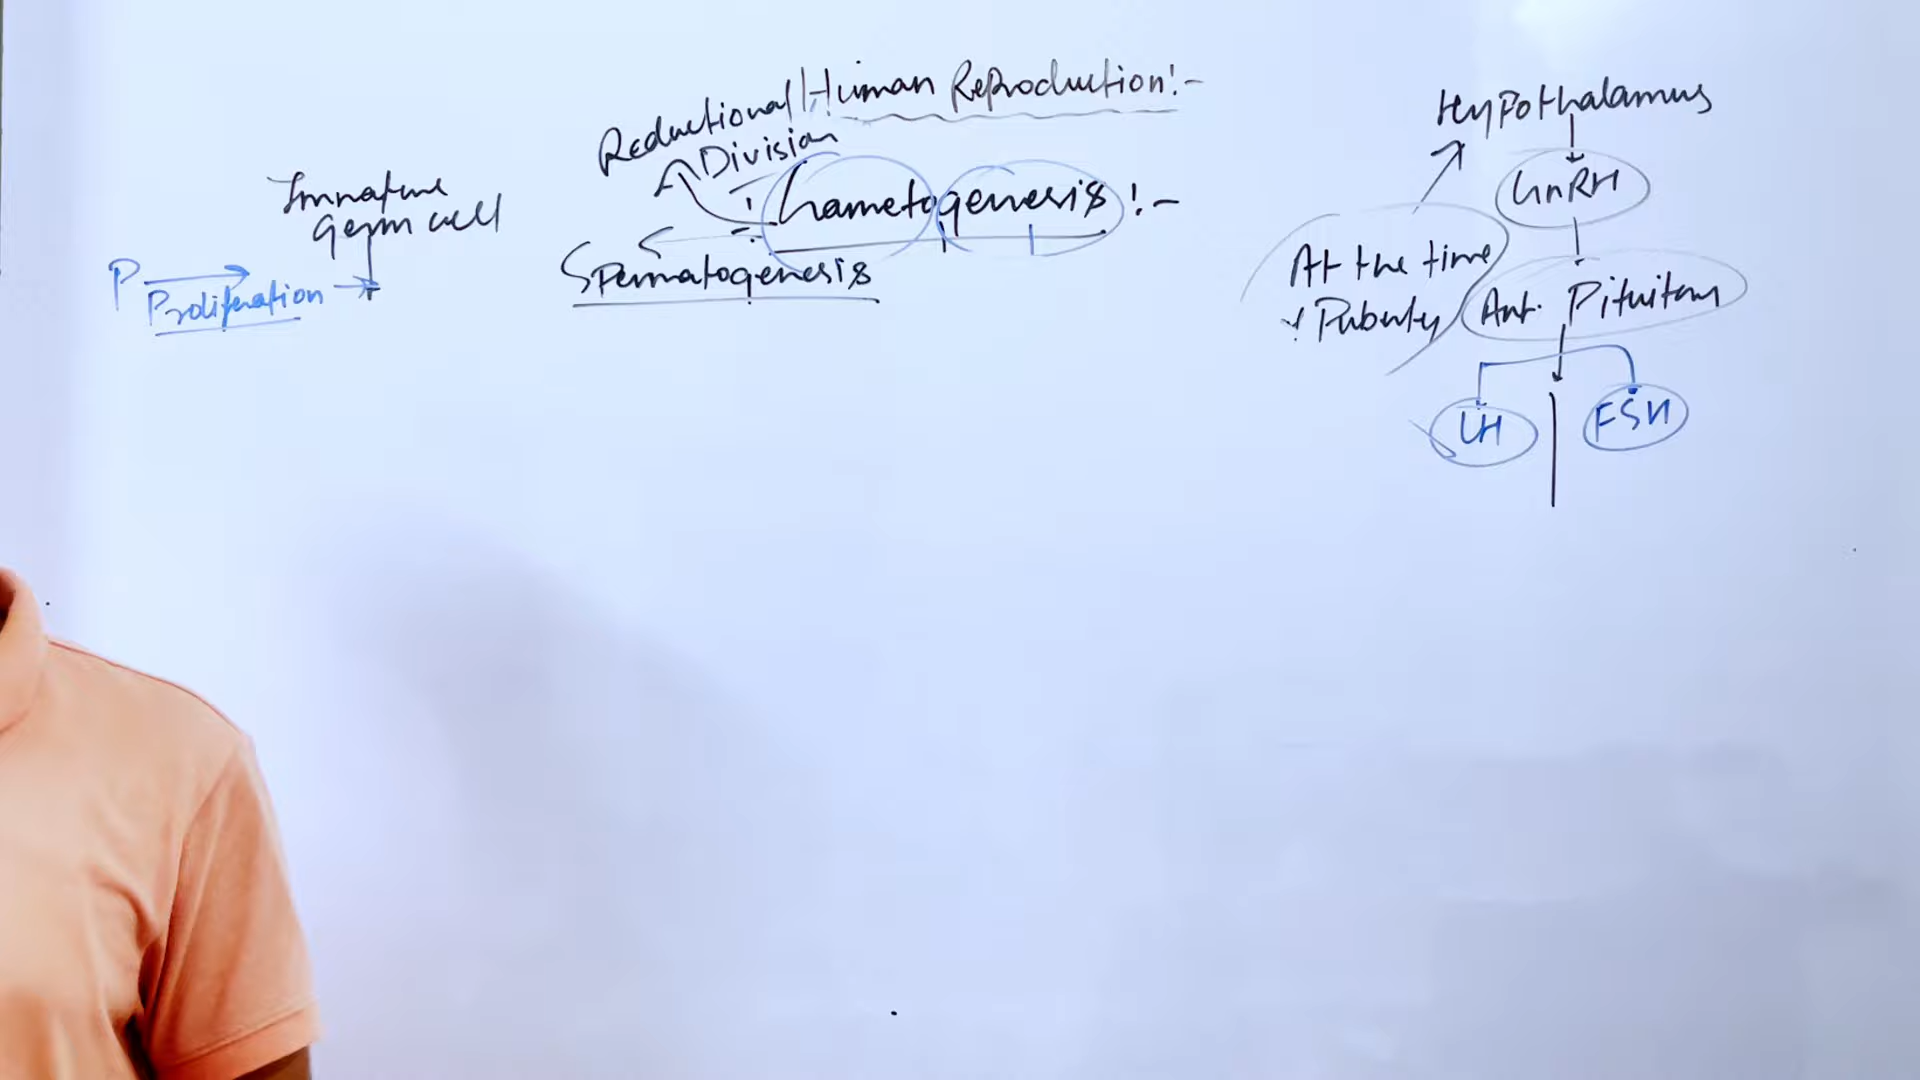 Human Reproduction:-
Reductional
Division
Gametogenesis :-
Spermatogenesis
Immature
germ cell
P
Proliferation
Hypothalamus
GnRH
At the time
Puberty
Ant. Pituitary
LH
FSH